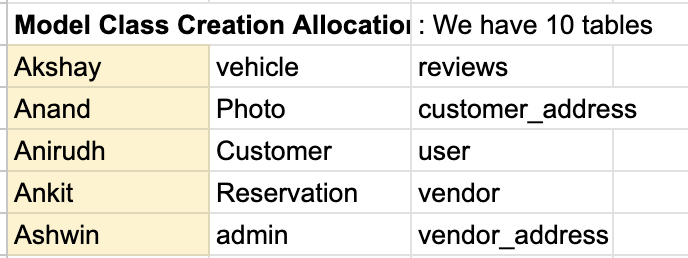 Model Class Creation Allocation : We have 10 tables
Akshay vehicle reviews
Anand Photo customer_address
Anirudh Customer user
Ankit Reservation vendor
Ashwin admin vendor_address